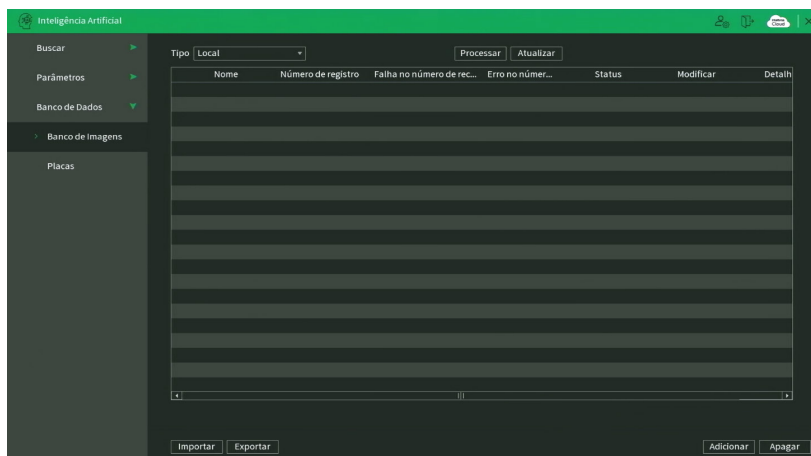 Inteligência Artificial
Cloud
Buscar
Parâmetros
Banco de Dados
Banco de Imagens
Placas
Tipo Local Processar Atualizar
Nome Número de registro Falha no número de rec... Erro no númer... Status Modificar Detalh
Importar Exportar Adicionar Apagar